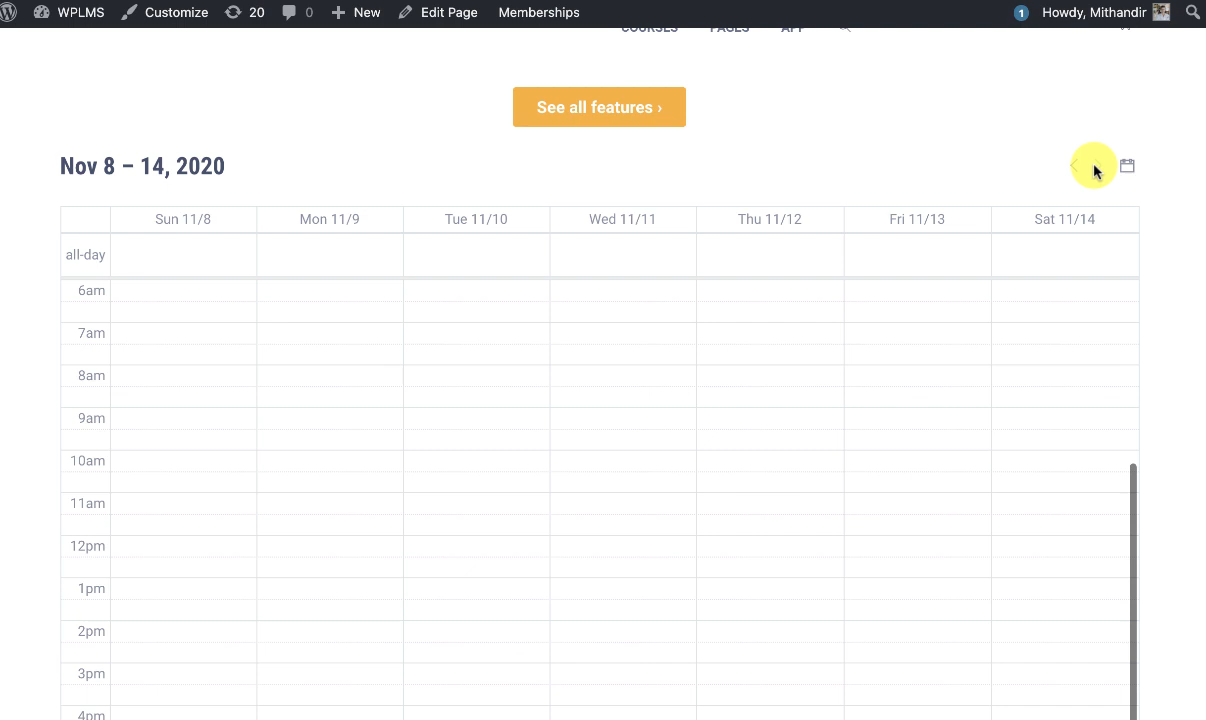 WPLMS Customize 20 0 New Edit Page Memberships 1 Howdy, Mithandir
COURSES PAGES APP
See all features ›
Nov 8 – 14, 2020
Sun 11/8 Mon 11/9 Tue 11/10 Wed 11/11 Thu 11/12 Fri 11/13 Sat 11/14
all-day
6am
7am
8am
9am
10am
11am
12pm
1pm
2pm
3pm
4pm